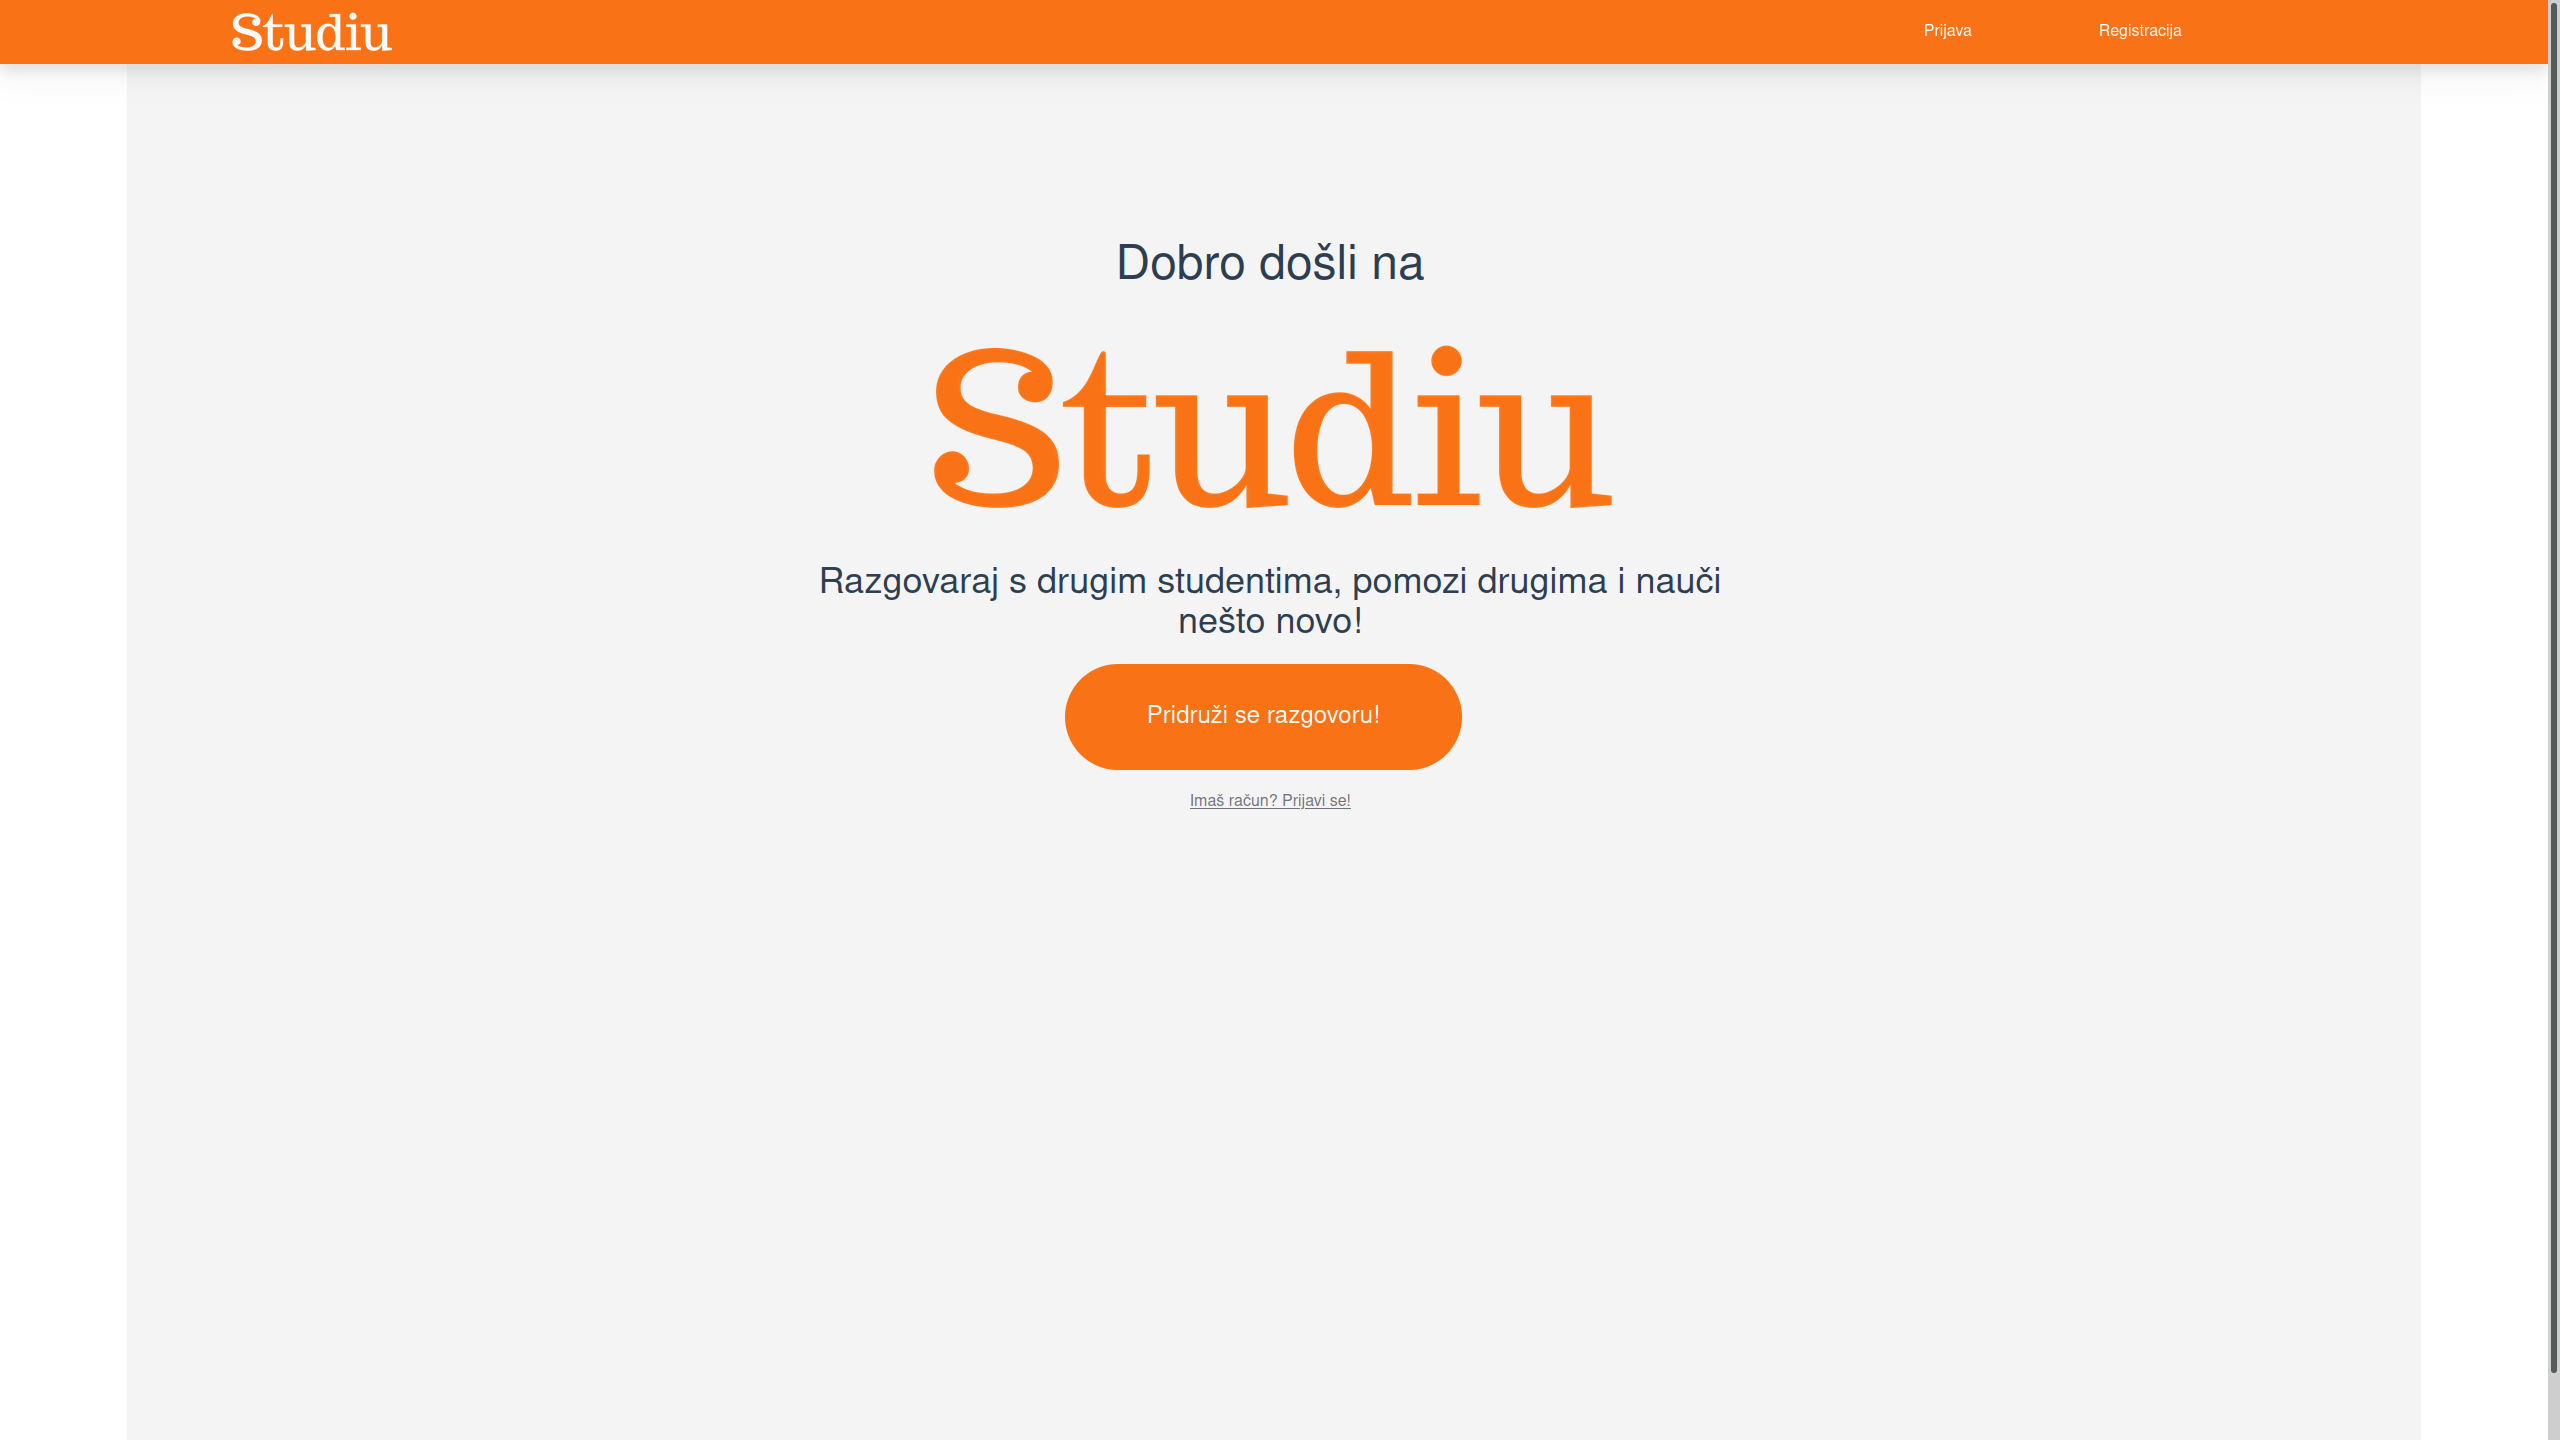 Studiu
Prijava
Registracija
Dobro došli na
Studiu
Razgovaraj s drugim studentima, pomozi drugima i nauči
nešto novo!
Pridruži se razgovoru!
Imaš račun? Prijavi se!